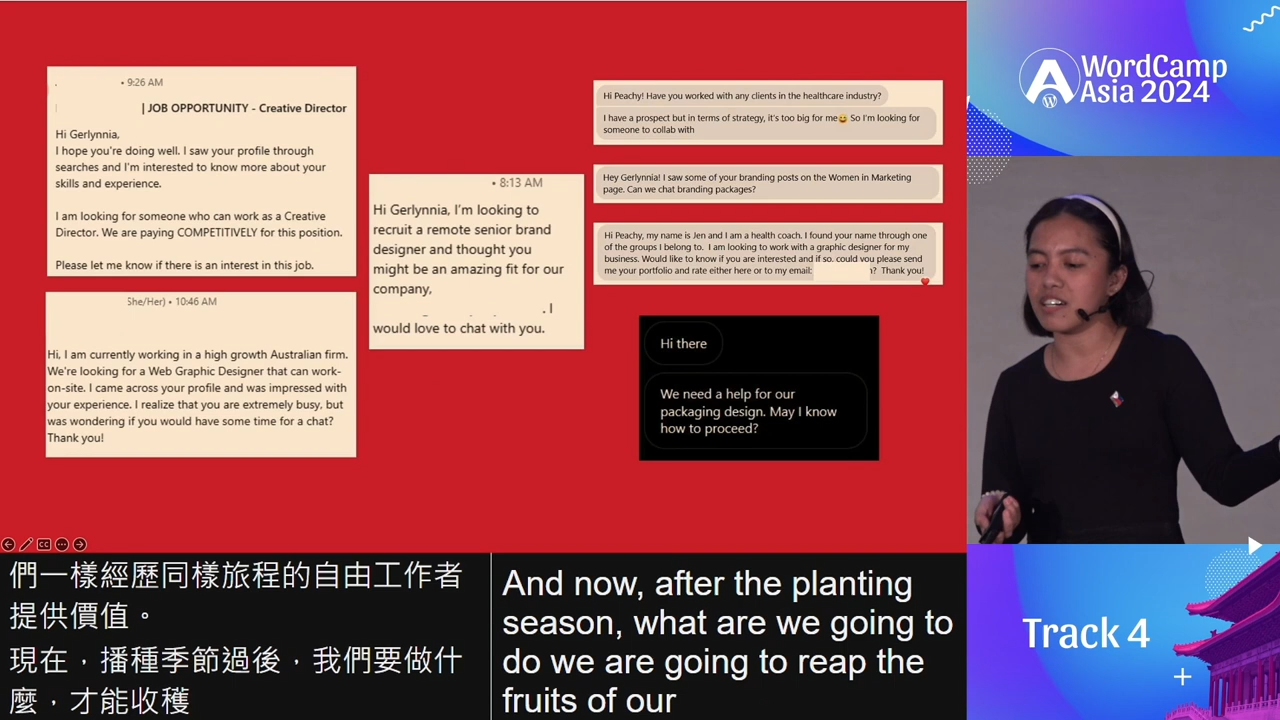 • 9:26 AM
| JOB OPPORTUNITY - Creative Director
Hi Gerlynnia,
I hope you're doing well. I saw your profile through
searches and I'm interested to know more about your
skills and experience.
I am looking for someone who can work as a Creative
Director. We are paying COMPETITIVELY for this position.
Please let me know if there is an interest in this job.
She/Her) • 10:46 AM
Hi, I am currently working in a high growth Australian firm.
We're looking for a Web Graphic Designer that can work-
on-site. I came across your profile and was impressed with
your experience. I realize that you are extremely busy, but
was wondering if you would have some time for a chat?
Thank you!
• 8:13 AM
Hi Gerlynnia, I'm looking to
recruit a remote senior brand
designer and thought you
might be an amazing fit for our
company,
. I
would love to chat with you.
Hi Peachy! Have you worked with any clients in the healthcare industry?
I have a prospect but in terms of strategy, it's too big for me😄 So I'm looking for
someone to collab with
Hey Gerlynnia! I saw some of your branding posts on the Women in Marketing
page. Can we chat branding packages?
Hi Peachy, my name is Jen and I am a health coach. I found your name through one
of the groups I belong to. I am looking to work with a graphic designer for my
business. Would like to know if you are interested and if so, could you please send
me your portfolio and rate either here or to my email: ? Thank you!
Hi there
We need a help for our
packaging design. May I know
how to proceed?
CC
們一樣經歷同樣旅程的自由工作者
提供價值。
現在，播種季節過後，我們要做什
麼，才能收穫
And now, after the planting
season, what are we going to
do we are going to reap the
fruits of our
WordCamp
Asia 2024
Track 4